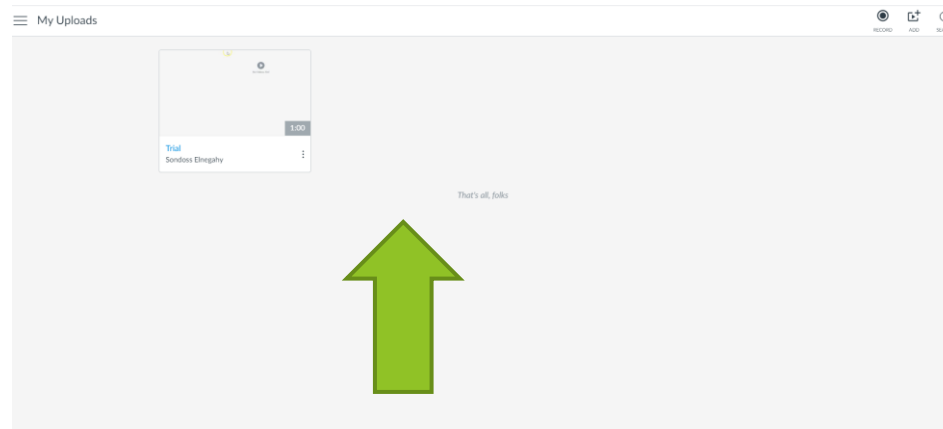 My Uploads
RECORD
ADD
1:00
Trial
Sondoss Elnegahy
That's all, folks